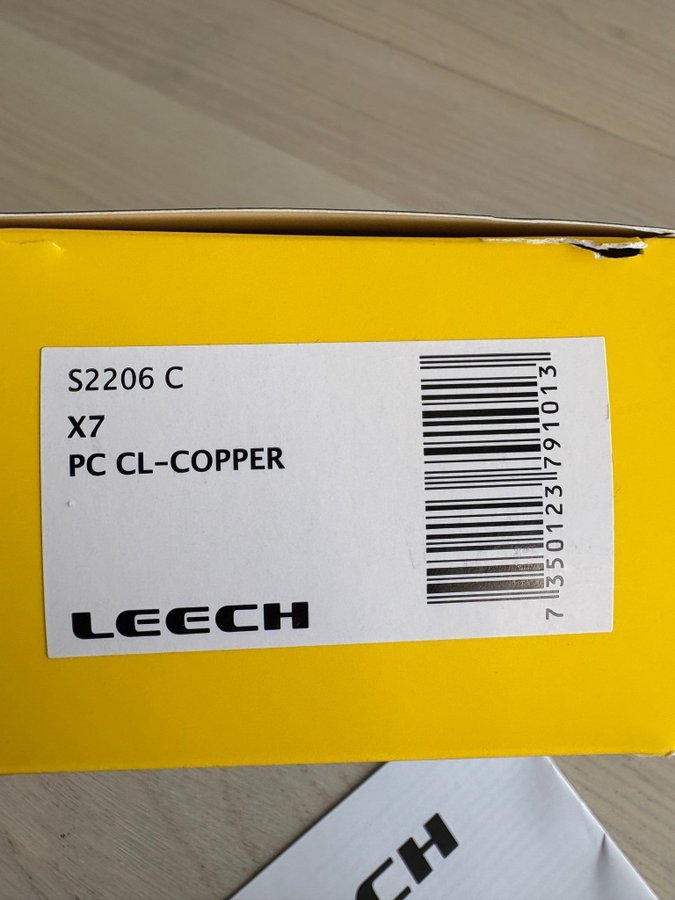 S2206 C
X7
PC CL-COPPER
LEECH
7 350123 791013
CH